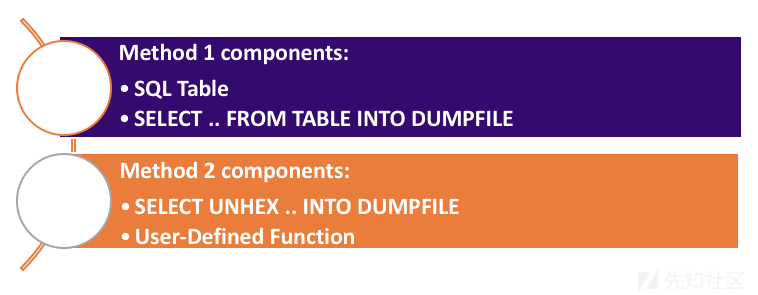 Method 1 components:
• SQL Table
• SELECT .. FROM TABLE INTO DUMPFILE
Method 2 components:
• SELECT UNHEX .. INTO DUMPFILE
• User-Defined Function
先知社区